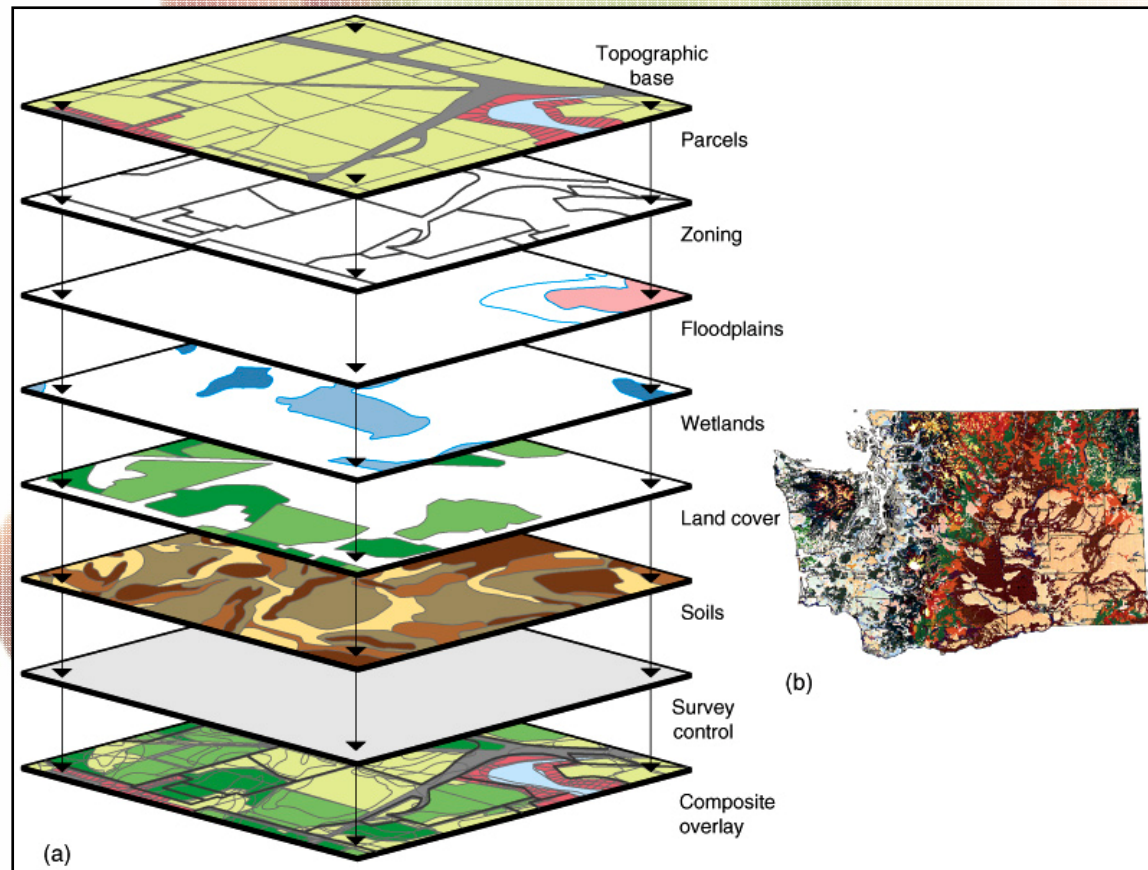 Topographic
base
Parcels
Zoning
Floodplains
Wetlands
Land cover
Soils
Survey
control
Composite
overlay
(a)
(b)